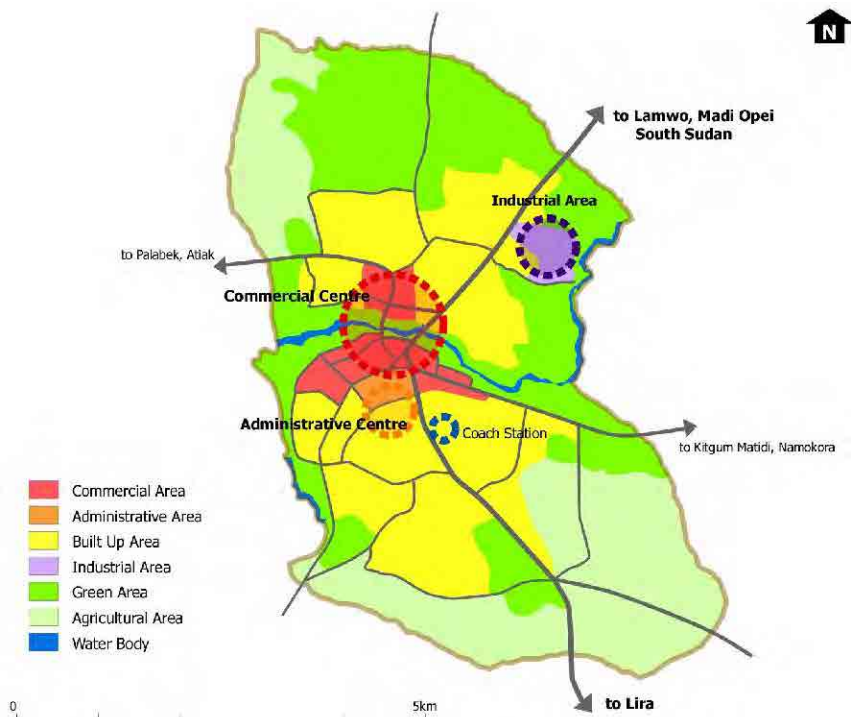 N
to Lamwo, Madi Opei
South Sudan
Industrial Area
to Palabek, Atiak
Commercial Centre
Administrative Centre
Coach Station
to Kitgum Matidi, Namokora
Commercial Area
Administrative Area
Built Up Area
Industrial Area
Green Area
Agricultural Area
Water Body
0
5km
to Lira